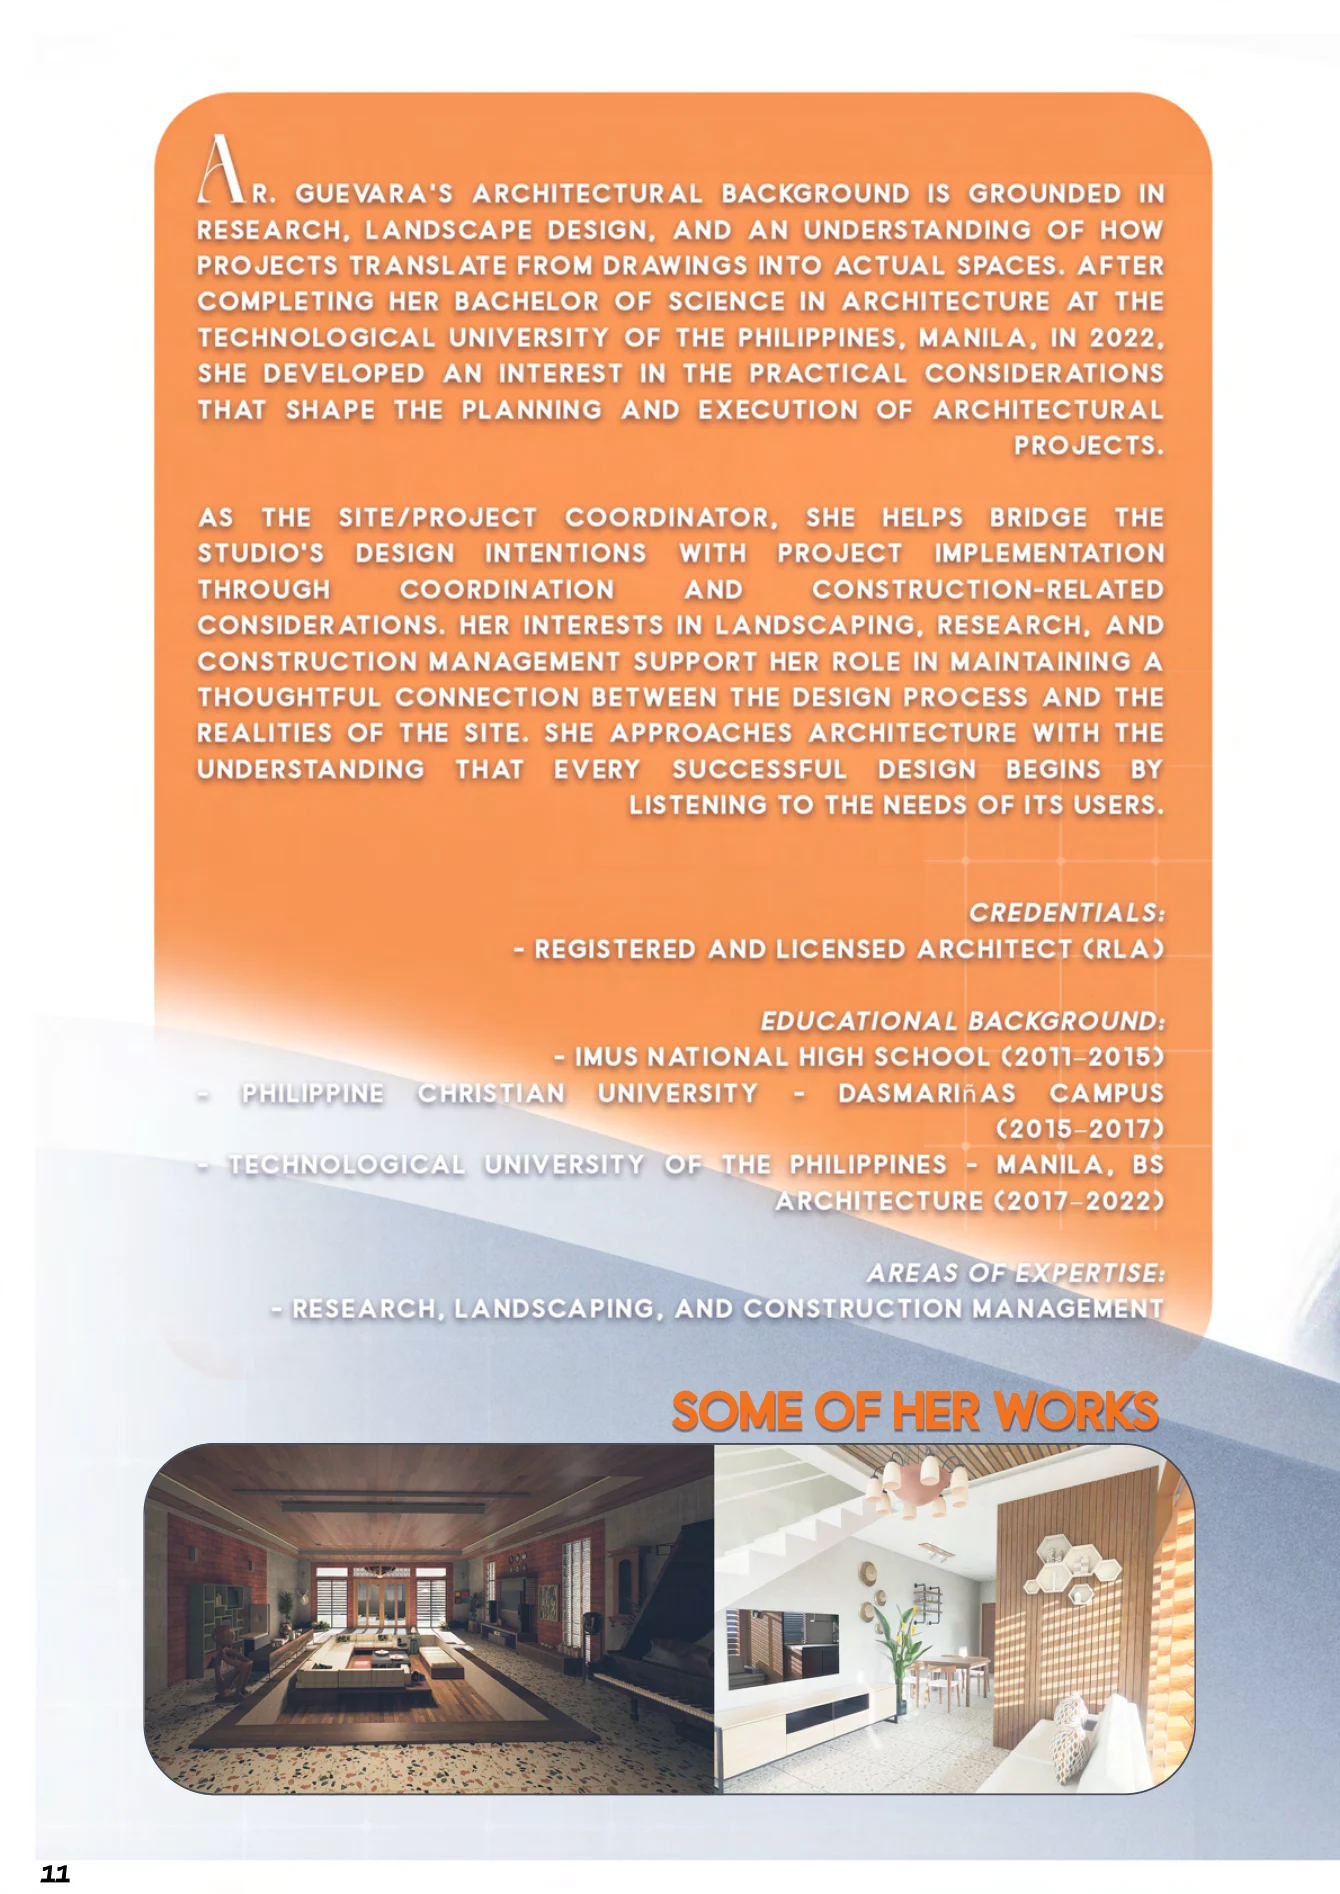 AR. GUEVARA'S ARCHITECTURAL BACKGROUND IS GROUNDED IN
RESEARCH, LANDSCAPE DESIGN, AND AN UNDERSTANDING OF HOW
PROJECTS TRANSLATE FROM DRAWINGS INTO ACTUAL SPACES. AFTER
COMPLETING HER BACHELOR OF SCIENCE IN ARCHITECTURE AT THE
TECHNOLOGICAL UNIVERSITY OF THE PHILIPPINES, MANILA, IN 2022,
SHE DEVELOPED AN INTEREST IN THE PRACTICAL CONSIDERATIONS
THAT SHAPE THE PLANNING AND EXECUTION OF ARCHITECTURAL
PROJECTS.
AS THE SITE/PROJECT COORDINATOR, SHE HELPS BRIDGE THE
STUDIO'S DESIGN INTENTIONS WITH PROJECT IMPLEMENTATION
THROUGH COORDINATION AND CONSTRUCTION-RELATED
CONSIDERATIONS. HER INTERESTS IN LANDSCAPING, RESEARCH, AND
CONSTRUCTION MANAGEMENT SUPPORT HER ROLE IN MAINTAINING A
THOUGHTFUL CONNECTION BETWEEN THE DESIGN PROCESS AND THE
REALITIES OF THE SITE. SHE APPROACHES ARCHITECTURE WITH THE
UNDERSTANDING THAT EVERY SUCCESSFUL DESIGN BEGINS BY
LISTENING TO THE NEEDS OF ITS USERS.
CREDENTIALS:
- REGISTERED AND LICENSED ARCHITECT (RLA)
EDUCATIONAL BACKGROUND:
- IMUS NATIONAL HIGH SCHOOL (2011–2015)
- PHILIPPINE CHRISTIAN UNIVERSITY - DASMARIñAS CAMPUS
(2015–2017)
- TECHNOLOGICAL UNIVERSITY OF THE PHILIPPINES - MANILA, BS
ARCHITECTURE (2017–2022)
AREAS OF EXPERTISE:
- RESEARCH, LANDSCAPING, AND CONSTRUCTION MANAGEMENT
SOME OF HER WORKS
11